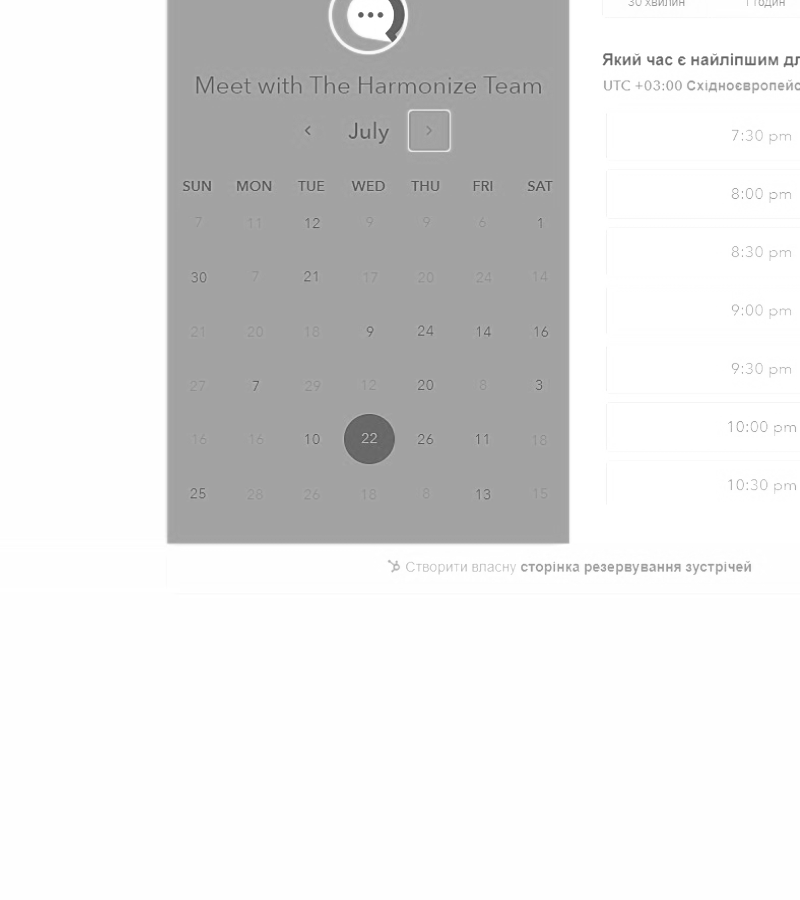 30 хвилин
1 годин
Meet with The Harmonize Team
Який час є найліпшим дл
UTC +03:00 Східноєвропейс
July
SUN MON TUE WED THU FRI SAT
7 11 12 9 9 6 1
30 7 21 17 20 24 14
21 20 18 9 24 14 16
27 7 29 12 20 8 3
16 16 10 22 26 11 18
25 28 26 18 8 13 15
7:30 pm
8:00 pm
8:30 pm
9:00 pm
9:30 pm
10:00 pm
10:30 pm
Створити власну сторінка резервування зустрічей